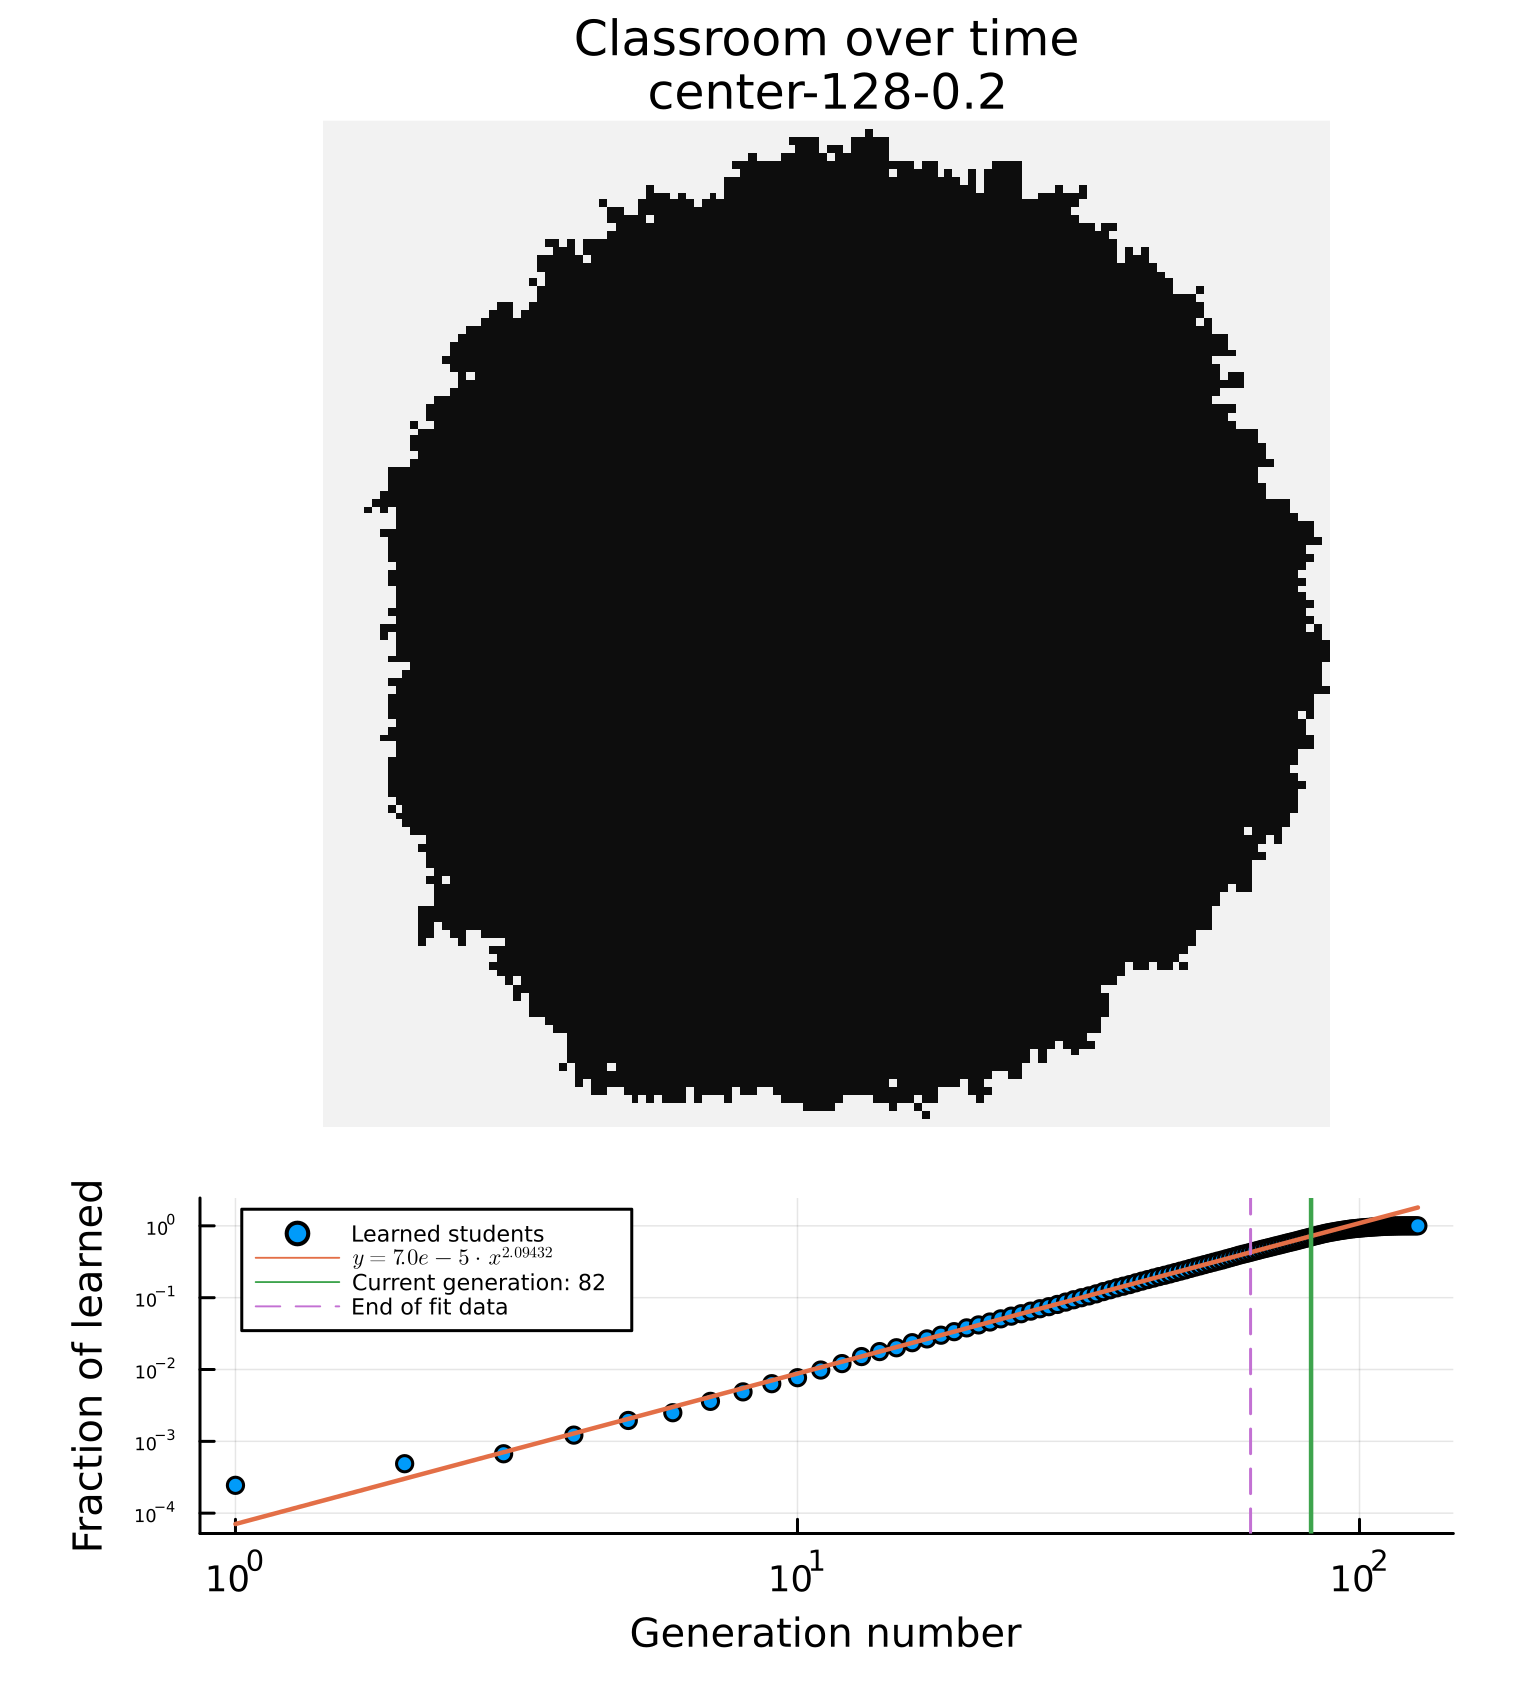 Classroom over time
center-128-0.2
Fraction of learned
10^0
10^-1
10^-2
10^-3
10^-4
Learned students
y = 7.0e − 5 · x^2.09432
Current generation: 82
End of fit data
10^0 10^1 10^2
Generation number